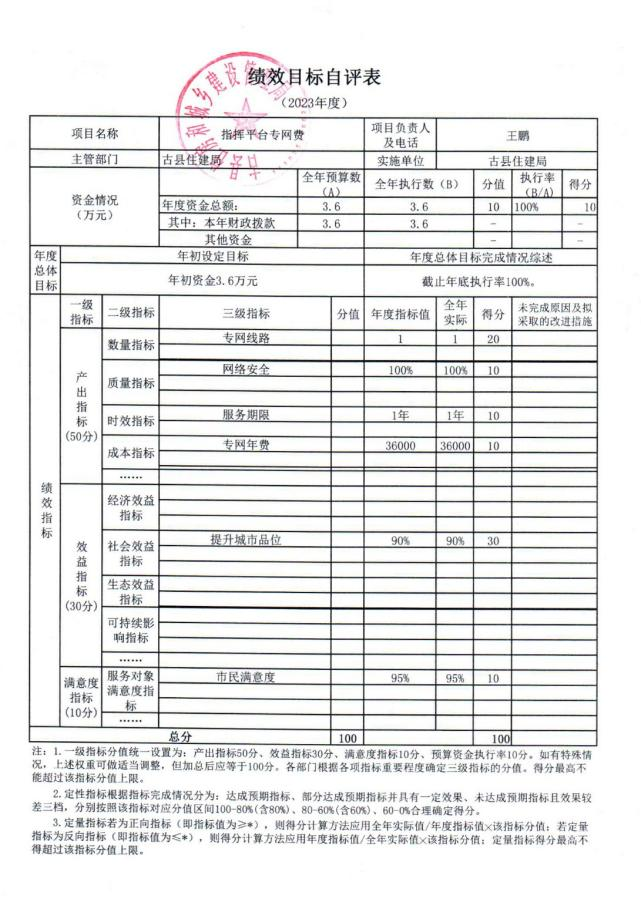 绩效目标自评表
（2023年度）
项目名称 指挥平台专网费 项目负责人及电话 王鹏
主管部门 古县住建局 实施单位 古县住建局
资金情况（万元） 全年预算数（A） 全年执行数（B） 分值 执行率（B/A） 得分
年度资金总额： 3.6 3.6 10 100% 10
其中：本年财政拨款 3.6 3.6 - -
其他资金 - -
年度总体目标 年初设定目标 年度总体目标完成情况综述
年初资金3.6万元 截止年底执行率100%。
绩效指标 一级指标 二级指标 三级指标 分值 年度指标值 全年实际 得分 未完成原因及拟采取的改进措施
产出指标(50分) 数量指标 专网线路 1 1 20
质量指标 网络安全 100% 100% 10
时效指标 服务期限 1年 1年 10
成本指标 专网年费 36000 36000 10
……
效益指标(30分) 经济效益指标
社会效益指标 提升城市品位 90% 90% 30
生态效益指标
可持续影响指标
……
满意度指标(10分) 服务对象满意度指标 市民满意度 95% 95% 10
……
总分 100 100
注：1.一级指标分值统一设置为：产出指标50分、效益指标30分、满意度指标10分、预算资金执行率10分。如有特殊情
况，上述权重可做适当调整，但加总后应等于100分。各部门根据各项指标重要程度确定三级指标的分值。得分最高不
能超过该指标分值上限。
2.定性指标根据指标完成情况分为：达成预期指标、部分达成预期指标并具有一定效果、未达成预期指标且效果较
差三档，分别按照该指标对应分值区间100-80%(含80%）、80-60%(含60%）、60-0%合理确定得分。
3.定量指标若为正向指标（即指标值为≥*），则得分计算方法应用全年实际值/年度指标值×该指标分值；若定量
指标为反向指标（即指标值为≤*），则得分计算方法应用年度指标值/全年实际值×该指标分值；定量指标得分最高不
得超过该指标分值上限。